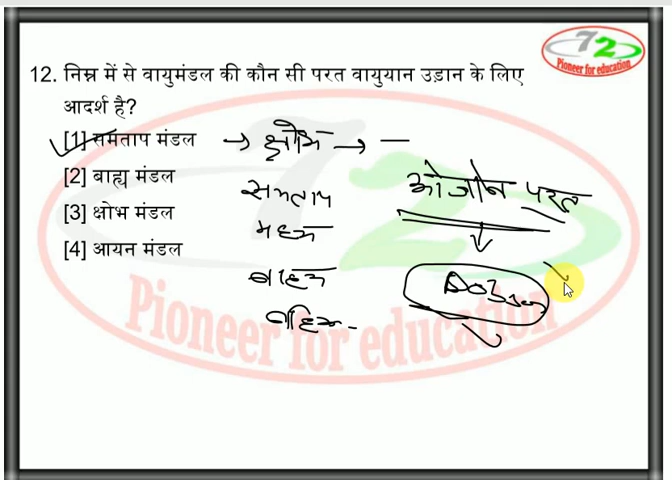 72
Pioneer for education
12. निम्न में से वायुमंडल की कौन सी परत वायुयान उड़ान के लिए
आदर्श है?
[1] समताप मंडल
[2] बाह्य मंडल
[3] क्षोभ मंडल
[4] आयन मंडल
क्षोभ
समताप
मध्य
बाह्य
ओजोन परत
72
Pioneer for education